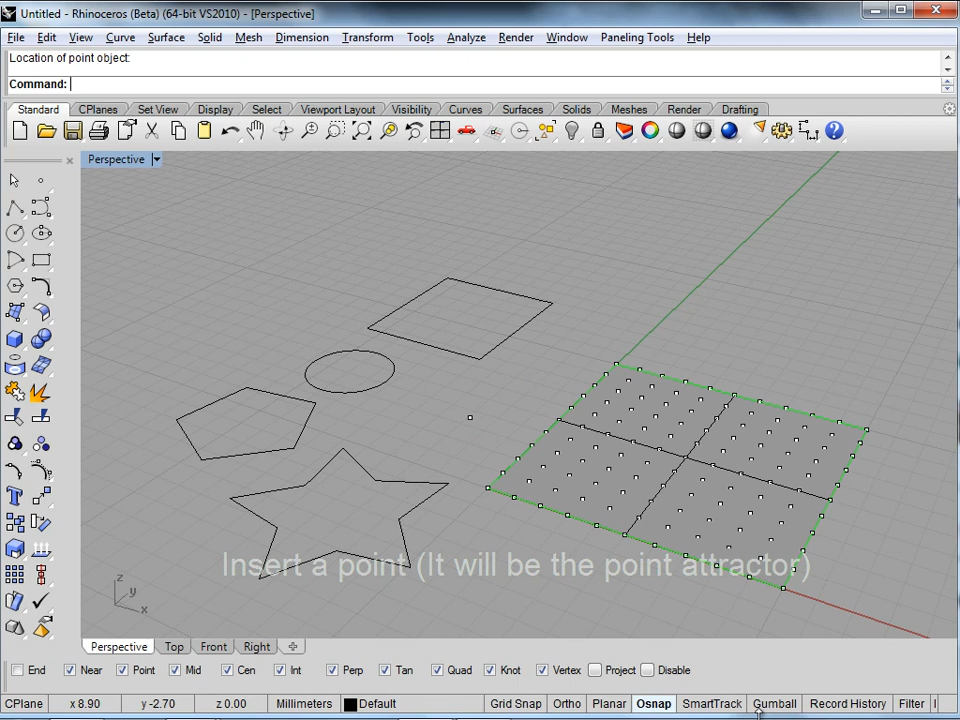 Untitled - Rhinoceros (Beta) (64-bit VS2010) - [Perspective]
File Edit View Curve Surface Solid Mesh Dimension Transform Tools Analyze Render Window Paneling Tools Help
Location of point object:
Command:
Standard CPlanes Set View Display Select Viewport Layout Visibility Curves Surfaces Solids Meshes Render Drafting
Perspective
Insert a point (It will be the point attractor)
z
y
x
Perspective Top Front Right
End Near Point Mid Cen Int Perp Tan Quad Knot Vertex Project Disable
CPlane x 8.90 y -2.70 z 0.00 Millimeters Default Grid Snap Ortho Planar Osnap SmartTrack Gumball Record History Filter